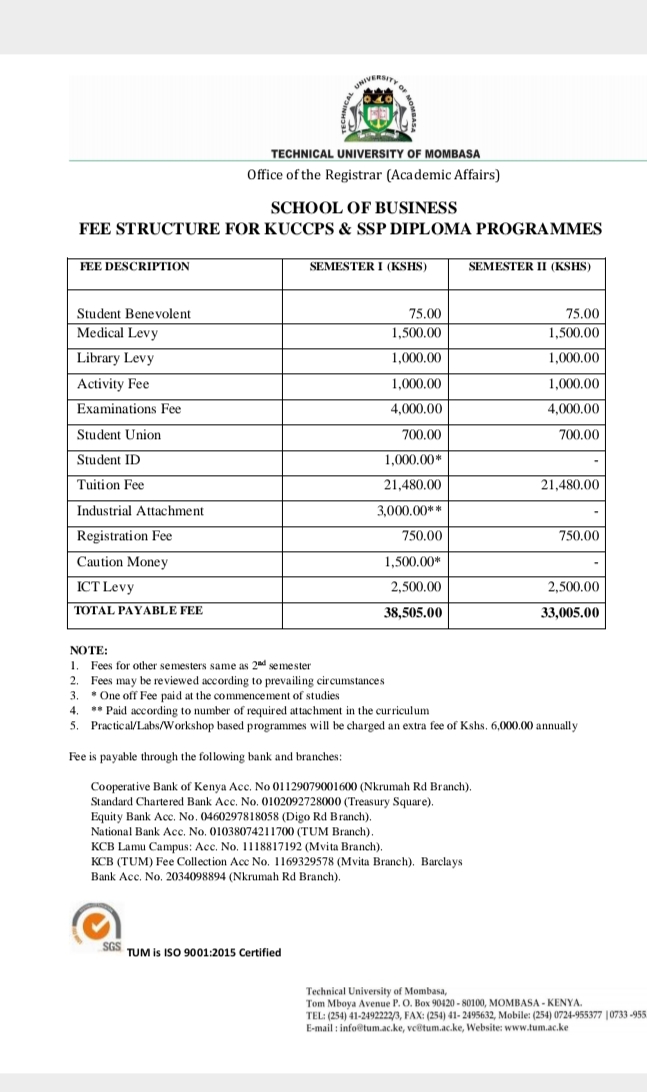 TECHNICAL UNIVERSITY OF MOMBASA
TECHNICAL UNIVERSITY OF MOMBASA
Office of the Registrar (Academic Affairs)
SCHOOL OF BUSINESS
FEE STRUCTURE FOR KUCCPS & SSP DIPLOMA PROGRAMMES
FEE DESCRIPTION SEMESTER I (KSHS) SEMESTER II (KSHS)
Student Benevolent 75.00 75.00
Medical Levy 1,500.00 1,500.00
Library Levy 1,000.00 1,000.00
Activity Fee 1,000.00 1,000.00
Examinations Fee 4,000.00 4,000.00
Student Union 700.00 700.00
Student ID 1,000.00* -
Tuition Fee 21,480.00 21,480.00
Industrial Attachment 3,000.00** -
Registration Fee 750.00 750.00
Caution Money 1,500.00* -
ICT Levy 2,500.00 2,500.00
TOTAL PAYABLE FEE 38,505.00 33,005.00
NOTE:
1. Fees for other semesters same as 2nd semester
2. Fees may be reviewed according to prevailing circumstances
3. * One off Fee paid at the commencement of studies
4. ** Paid according to number of required attachment in the curriculum
5. Practical/Labs/Workshop based programmes will be charged an extra fee of Kshs. 6,000.00 annually
Fee is payable through the following bank and branches:
Cooperative Bank of Kenya Acc. No 01129079001600 (Nkrumah Rd Branch).
Standard Chartered Bank Acc. No. 0102092728000 (Treasury Square).
Equity Bank Acc. No. 0460297818058 (Digo Rd Branch).
National Bank Acc. No. 01038074211700 (TUM Branch).
KCB Lamu Campus: Acc. No. 1118817192 (Mvita Branch).
KCB (TUM) Fee Collection Acc No. 1169329578 (Mvita Branch). Barclays
Bank Acc. No. 2034098894 (Nkrumah Rd Branch).
SGS
TUM is ISO 9001:2015 Certified
Technical University of Mombasa,
Tom Mboya Avenue P. O. Box 90420 - 80100, MOMBASA - KENYA.
TEL: (254) 41-2492222/3, FAX: (254) 41- 2495632, Mobile: (254) 0724-955377 | 0733 -955
E-mail : info@tum.ac.ke, vc@tum.ac.ke, Website: www.tum.ac.ke